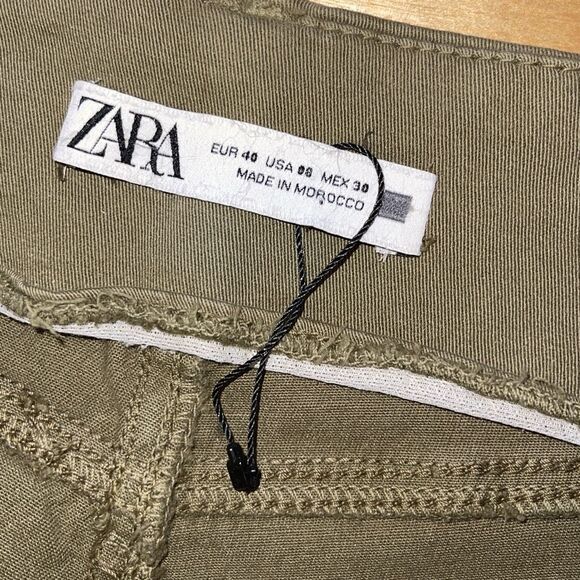 ZARA
EUR 40 USA 08 MEX 30
MADE IN MOROCCO